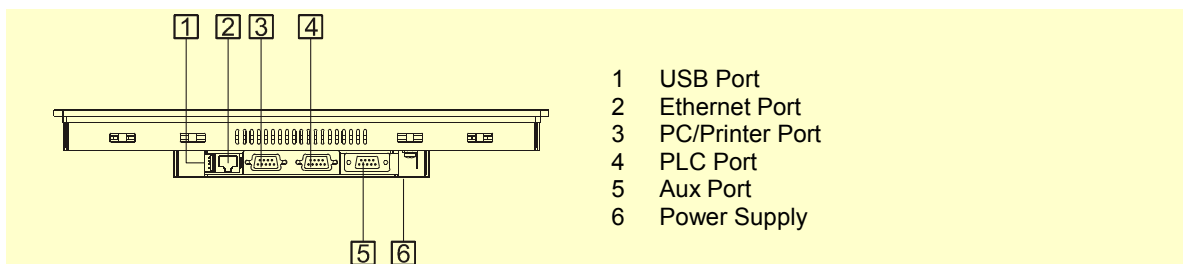 1 2 3 4
1 USB Port
2 Ethernet Port
3 PC/Printer Port
4 PLC Port
5 Aux Port
6 Power Supply
5 6